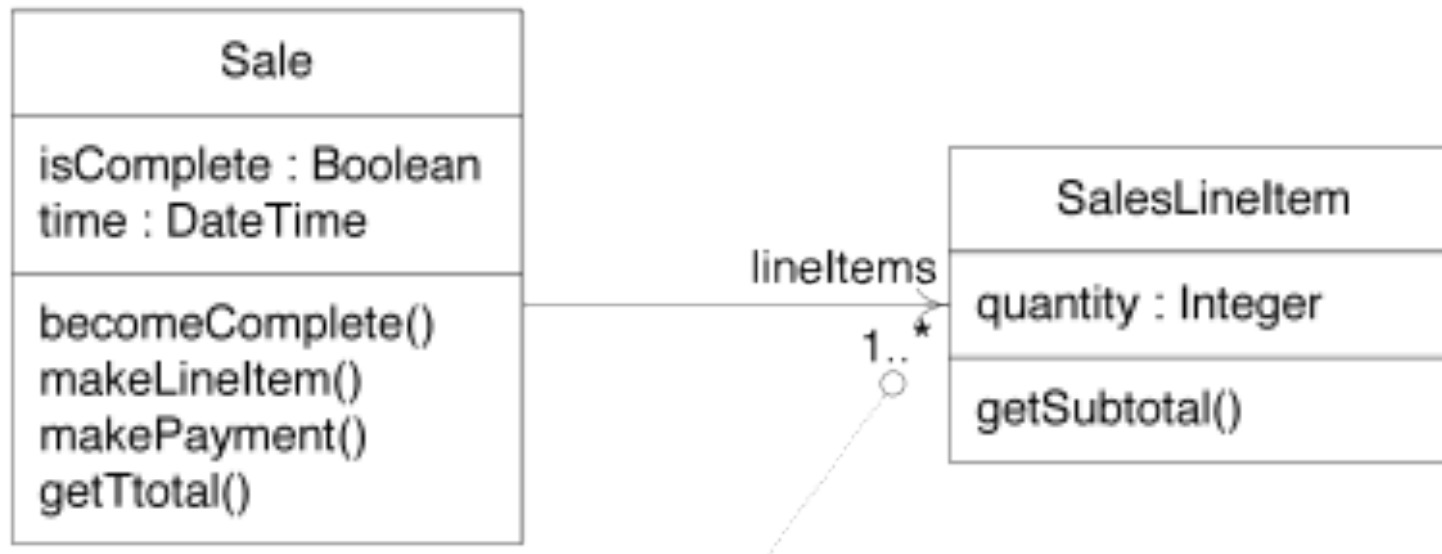 Sale
isComplete : Boolean
time : DateTime
becomeComplete()
makeLineItem()
makePayment()
getTtotal()
lineItems
1..*
SalesLineItem
quantity : Integer
getSubtotal()